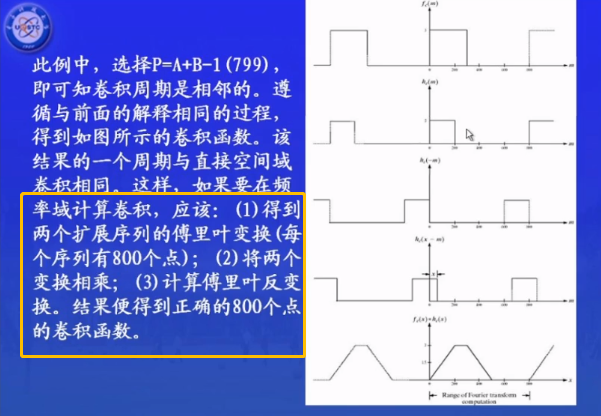 此例中，选择P=A+B-1(799)，
即可知卷积周期是相邻的。遵
循与前面的解释相同的过程，
得到如图所示的卷积函数。该
结果的一个周期与直接空间域
卷积相同。这样，如果要在频
率域计算卷积，应该：(1)得到
两个扩展序列的傅里叶变换(每
个序列有800个点)；(2)将两个
变换相乘；(3)计算傅里叶反变
换。结果便得到正确的800个点
的卷积函数。
fₑ(m)
m
hₑ(m)
m
hₑ(-m)
m
hₑ(x - m)
x
m
fₑ(x)*hₑ(x)
x
Range of Fourier transform
computation